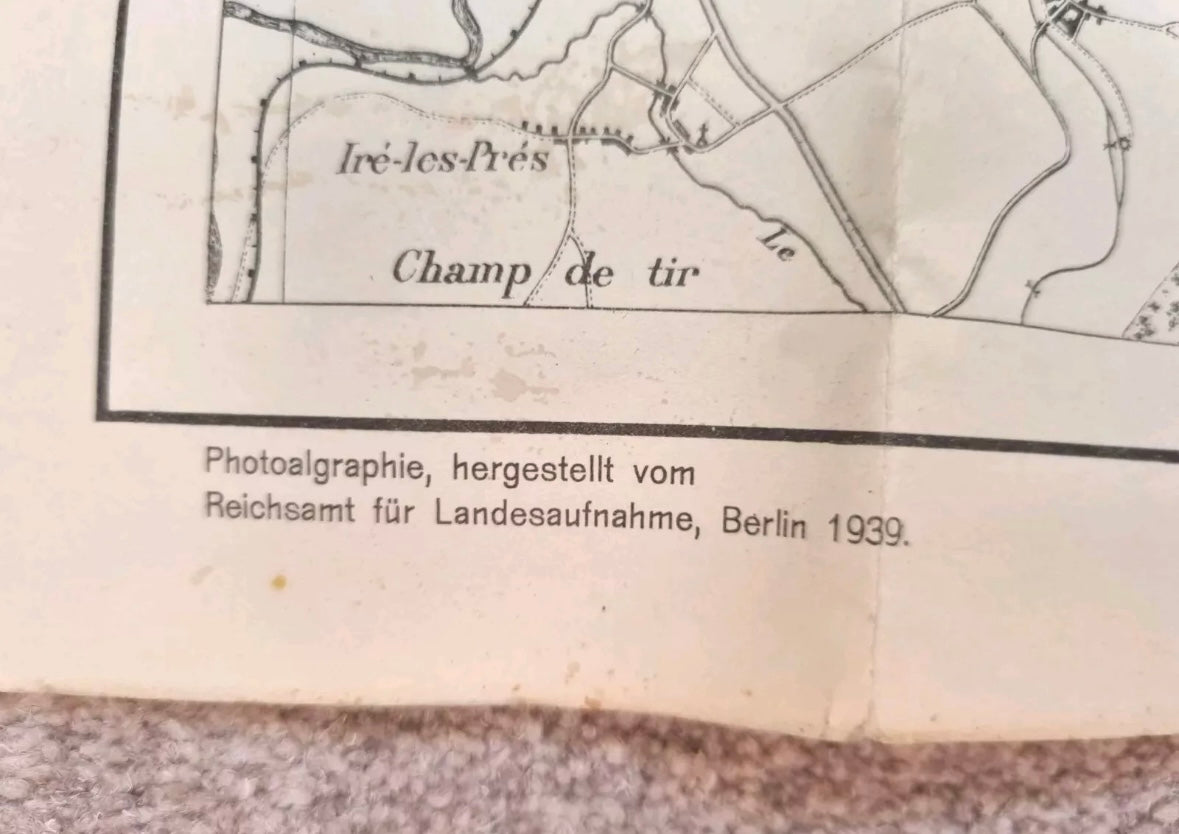 Iré-les-Prés
Le
Champ de tir
Photoalgraphie, hergestellt vom
Reichsamt für Landesaufnahme, Berlin 1939.